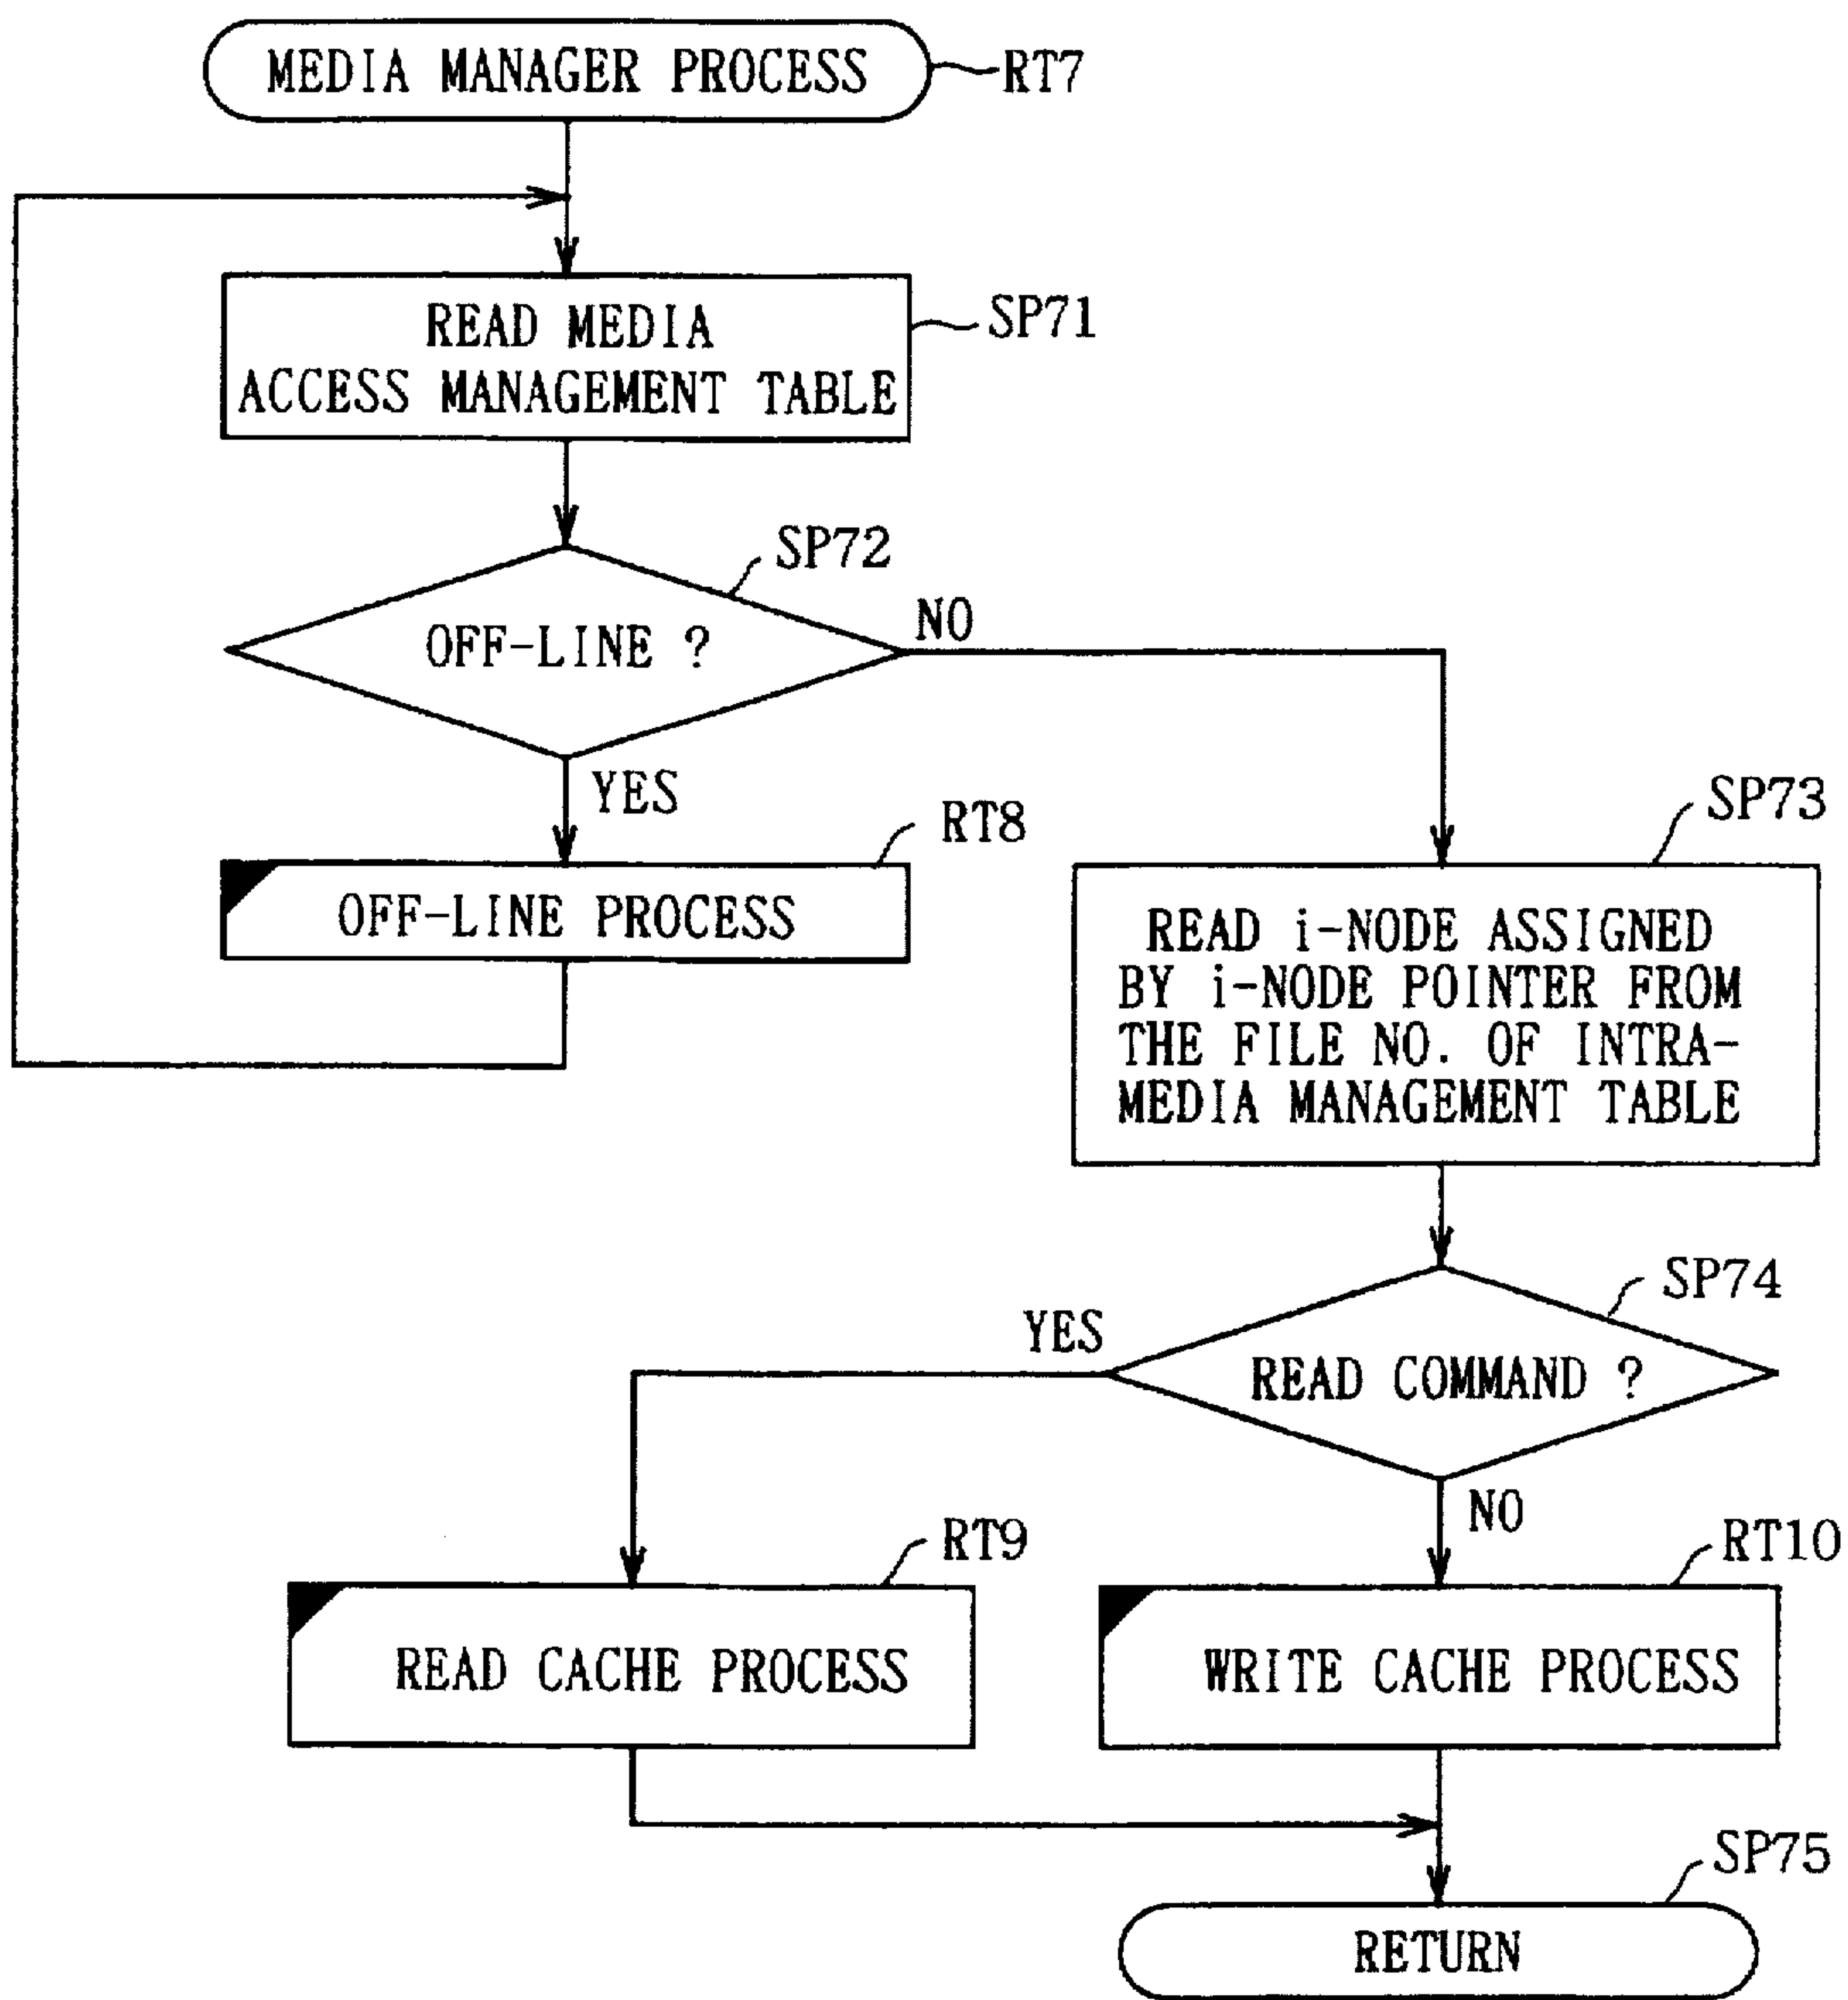 MEDIA MANAGER PROCESS
RT7
READ MEDIA
ACCESS MANAGEMENT TABLE
SP71
SP72
OFF-LINE ?
NO
YES
RT8
OFF-LINE PROCESS
SP73
READ i-NODE ASSIGNED
BY i-NODE POINTER FROM
THE FILE NO. OF INTRA-
MEDIA MANAGEMENT TABLE
SP74
YES
READ COMMAND ?
NO
RT9
READ CACHE PROCESS
RT10
WRITE CACHE PROCESS
SP75
RETURN